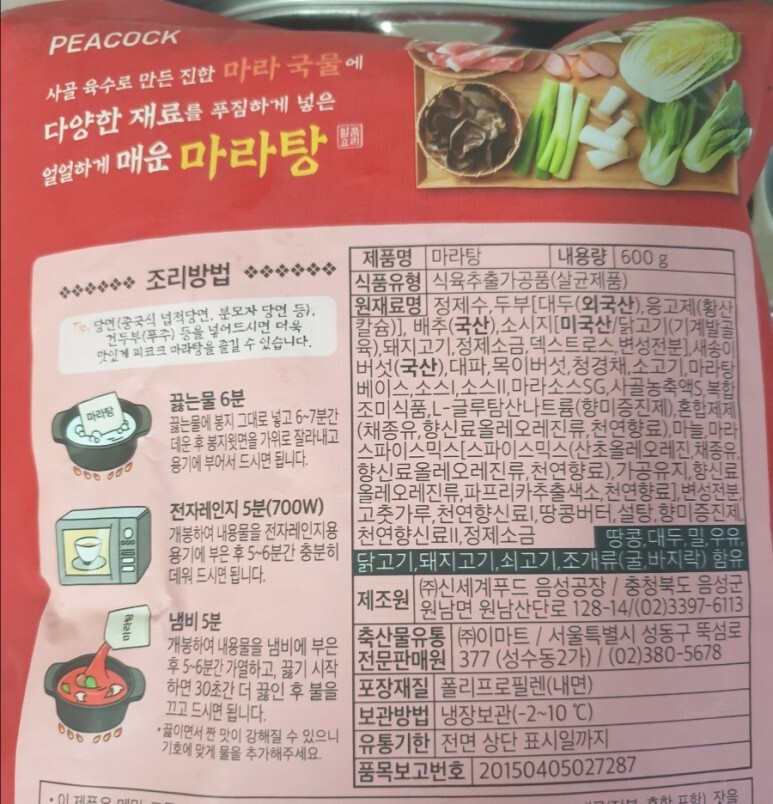 PEACOCK
사골 육수로 만든 진한 마라 국물에
다양한 재료를 푸짐하게 넣은
얼얼하게 매운 마라탕
일품
요리
조리방법
Tip. 당면(중국식 넙적당면, 분모자 당면 등),
건두부(푸주) 등을 넣어드시면 더욱
맛있게 피코크 마라탕을 즐길 수 있습니다.
마라탕
끓는물 6분
끓는물에 봉지 그대로 넣고 6~7분간
데운 후 봉지윗면을 가위로 잘라내고
용기에 부어서 드시면 됩니다.
전자레인지 5분(700W)
개봉하여 내용물을 전자레인지용
용기에 부은 후 5~6분간 충분히
데워 드시면 됩니다.
마라탕
냄비 5분
개봉하여 내용물을 냄비에 부은
후 5~6분간 가열하고, 끓기 시작
하면 30초간 더 끓인 후 불을
끄고 드시면 됩니다.
*끓이면서 짠 맛이 강해질 수 있으니
기호에 맞게 물을 추가해주세요.
제품명 마라탕 내용량 600 g
식품유형 식육추출가공품(살균제품)
원재료명 정제수,두부[대두(외국산),응고제(황산
칼슘)], 배추(국산),소시지[미국산/닭고기(기계발골
육),돼지고기,정제소금,덱스트로스,변성전분],새송이
버섯(국산),대파,목이버섯,청경채,소고기,마라탕
베이스,소스I,소스II,마라소스SG,사골농축액S,복합
조미식품,L-글루탐산나트륨(향미증진제),혼합제제
(채종유,향신료올레오레진류,천연향료),마늘,마라
스파이스믹스[스파이스믹스(산초올레오레진,채종유,
향신료올레오레진류,천연향료),가공유지,향신료
올레오레진류,파프리카추출색소,천연향료],변성전분,
고춧가루,천연향신료I,땅콩버터,설탕,향미증진제,
천연향신료II,정제소금 땅콩,대두,밀,우유,
닭고기,돼지고기,쇠고기,조개류(굴,바지락) 함유
제조원 (주)신세계푸드 음성공장 / 충청북도 음성군
원남면 원남산단로 128-14/(02)3397-6113
축산물유통 (주)이마트 / 서울특별시 성동구 뚝섬로
전문판매원 377 (성수동2가) / (02)380-5678
포장재질 폴리프로필렌(내면)
보관방법 냉장보관(-2~10 ℃)
유통기한 전면 상단 표시일까지
품목보고번호 20150405027287